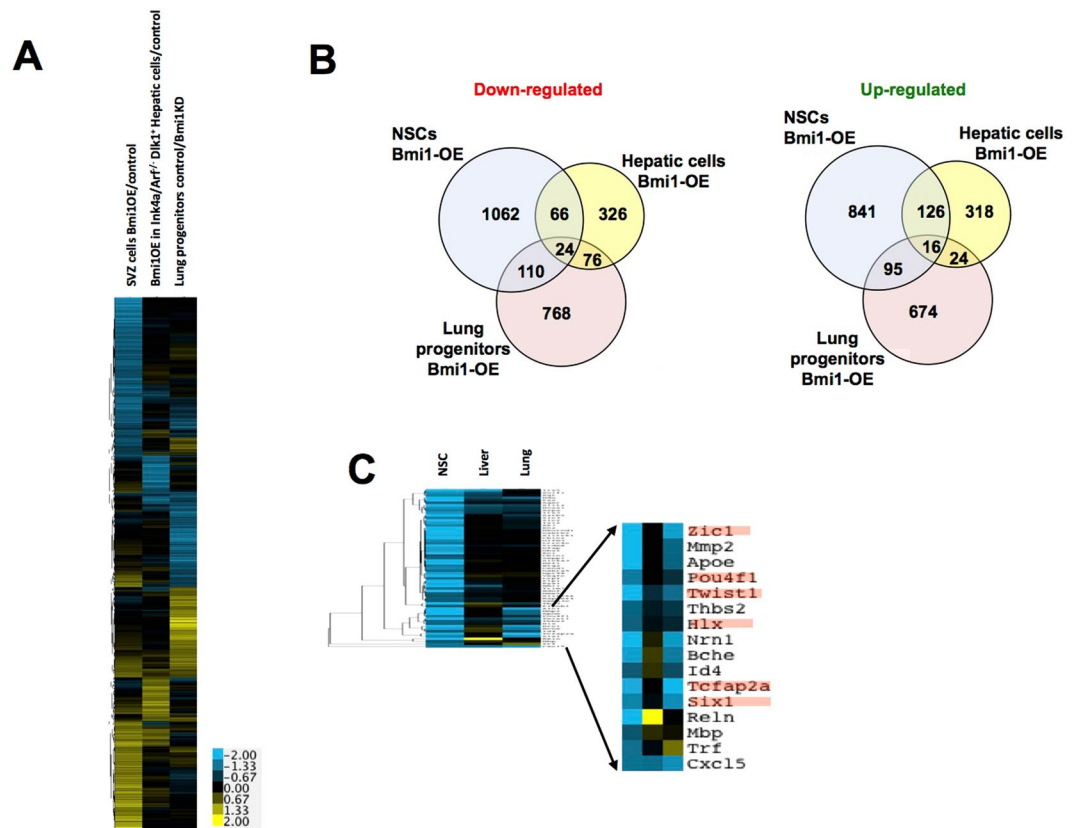 A
SVZ cells Bmi1OE/control
Bmi1OE in Ink4a/Arf-/- Dlk1+ Hepatic cells/control
Lung progenitors control/Bmi1KD
-2.00
-1.33
-0.67
0.00
0.67
1.33
2.00
B
Down-regulated
NSCs
Bmi1-OE
Hepatic cells
Bmi1-OE
1062
66
326
24
76
110
768
Lung
progenitors
Bmi1-OE
Up-regulated
NSCs
Bmi1-OE
Hepatic cells
Bmi1-OE
841
126
318
16
24
95
674
Lung
progenitors
Bmi1-OE
C
NSC
Liver
Lung
Zic1
Mmp2
Apoe
Pou4f1
Twist1
Thbs2
Hlx
Nrn1
Bche
Id4
Tcfap2a
Six1
Reln
Mbp
Trf
Cxcl5